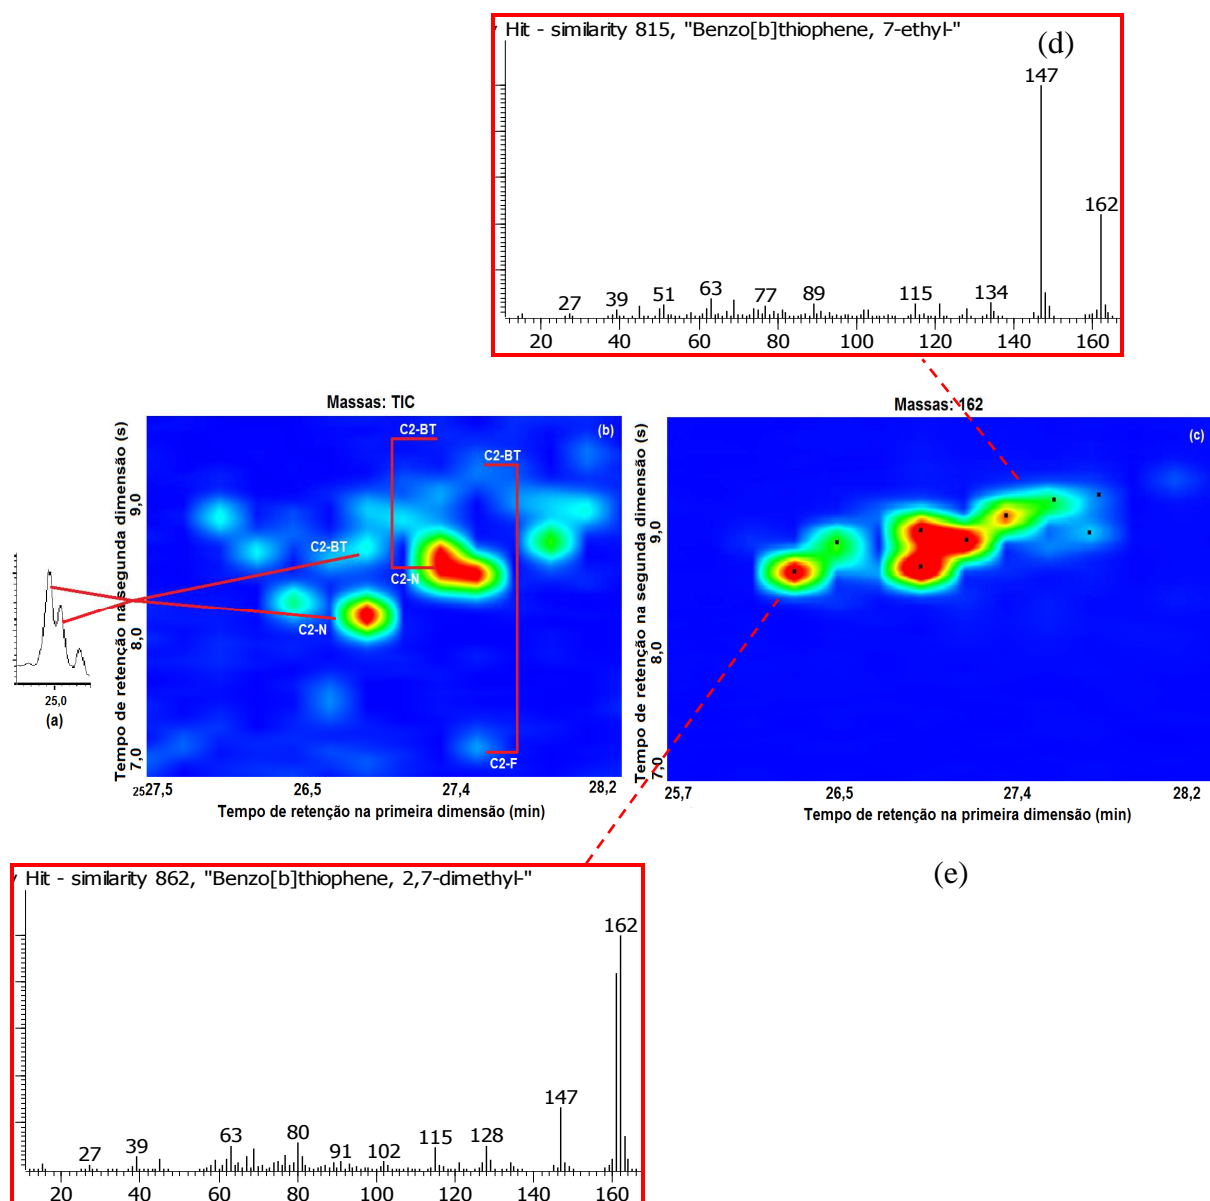 y Hit - similarity 815, "Benzo[b]thiophene, 7-ethyl-"
(d)
147
162
27
39
51
63
77
89
115
134
20 40 60 80 100 120 140 160
Massas: TIC
(b)
C2-BT
C2-BT
C2-BT
C2-N
C2-N
C2-F
Tempo de retenção na segunda dimensão (s)
9,0
8,0
7,0
2527,5 26,5 27,4 28,2
Tempo de retenção na primeira dimensão (min)
25,0
(a)
Massas: 162
(c)
Tempo de retenção na segunda dimensão (s)
9,0
8,0
7,0
25,7 26,5 27,4 28,2
Tempo de retenção na primeira dimensão (min)
(e)
y Hit - similarity 862, "Benzo[b]thiophene, 2,7-dimethyl-"
162
147
27
39
63
80
91
102
115
128
20 40 60 80 100 120 140 160